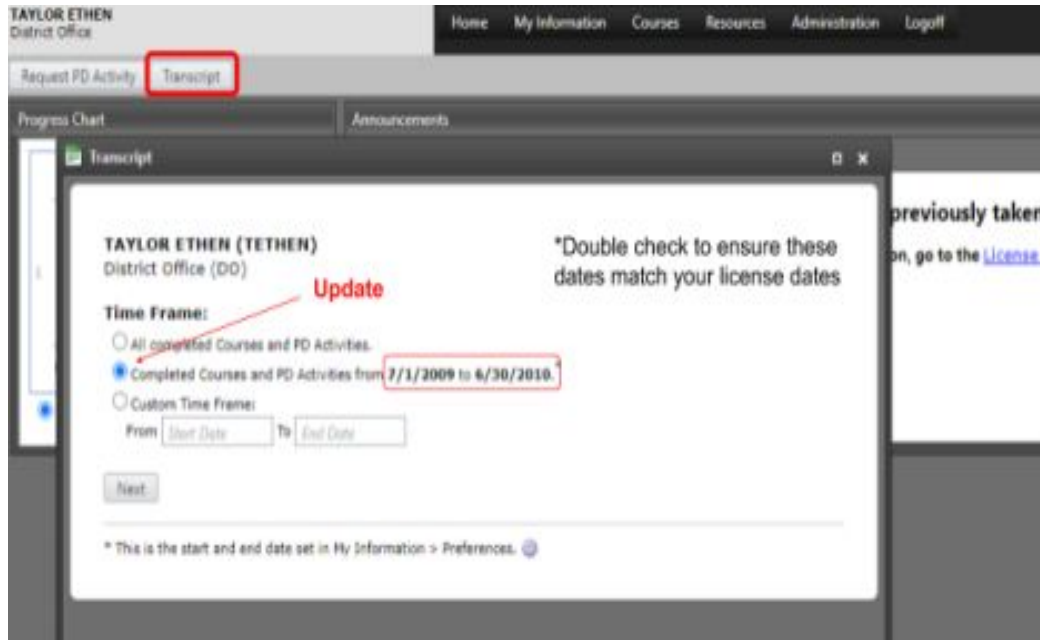 TAYLOR ETHEN
District Office
Home My Information Courses Resources Administration Logoff
Request PD Activity Transcript
Progress Chart Announcements
Transcript
previously taken
on, go to the License
TAYLOR ETHEN (TETHEN)
District Office (DO)
*Double check to ensure these
dates match your license dates
Update
Time Frame:
All completed Courses and PD Activities.
Completed Courses and PD Activities from 7/1/2009 to 6/30/2010.*
Custom Time Frame:
From Start Date To End Date
Next
* This is the start and end date set in My Information > Preferences.